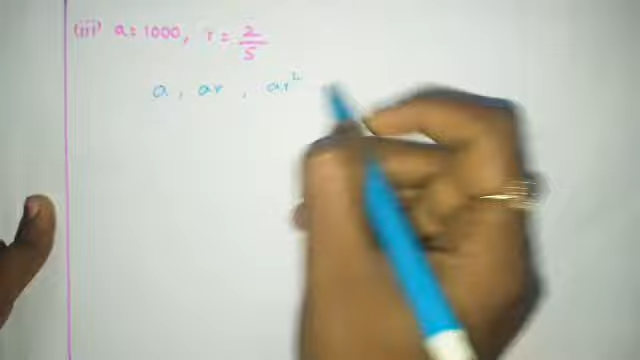 (iii) a = 1000, r = 2/5
a, ar, ar²